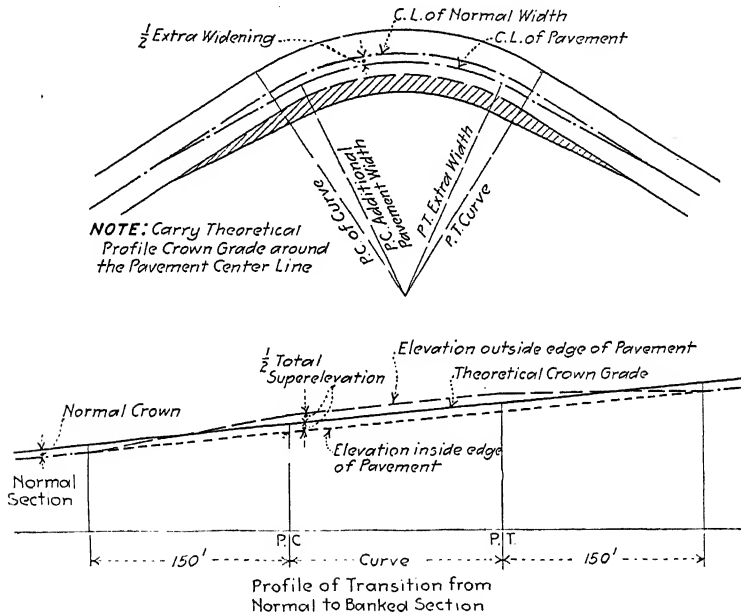 C.L. of Normal Width
½ Extra Widening
C.L. of Pavement
P.C. of Curve
P.C. Additional
Pavement Width
P.T. Extra Width
P.T. Curve
NOTE: Carry Theoretical
Profile Crown Grade around
the Pavement Center Line
½ Total
Superelevation
Elevation outside edge of Pavement
Theoretical Crown Grade
Normal Crown
Elevation inside edge
of Pavement
Normal
Section
P.C
P.T.
150'
Curve
150'
Profile of Transition from
Normal to Banked Section